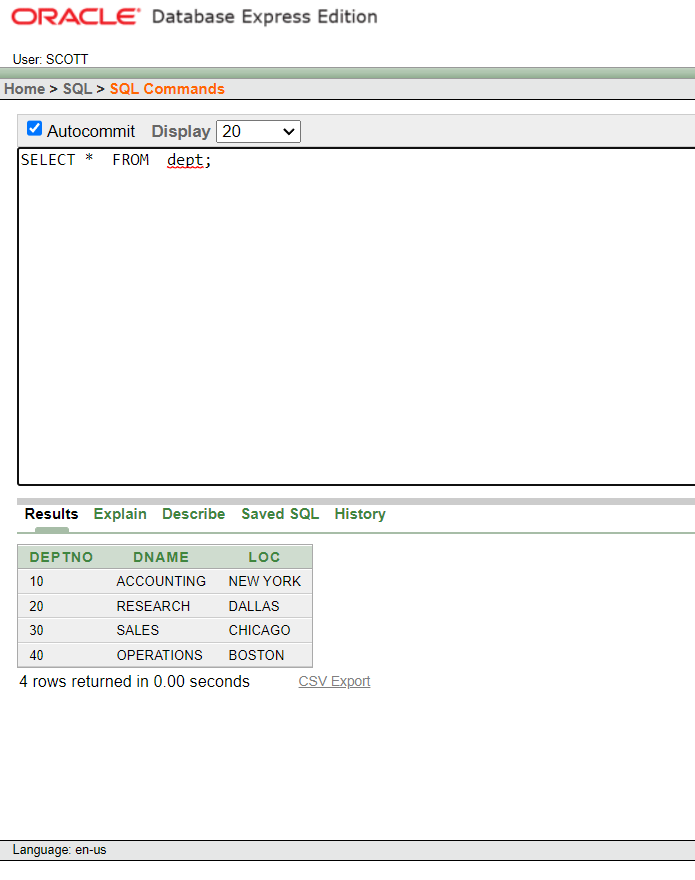 ORACLE® Database Express Edition
User: SCOTT
Home > SQL > SQL Commands
Autocommit Display 20
SELECT * FROM dept;
Results Explain Describe Saved SQL History
DEPTNO DNAME LOC
10 ACCOUNTING NEW YORK
20 RESEARCH DALLAS
30 SALES CHICAGO
40 OPERATIONS BOSTON
4 rows returned in 0.00 seconds CSV Export
Language: en-us